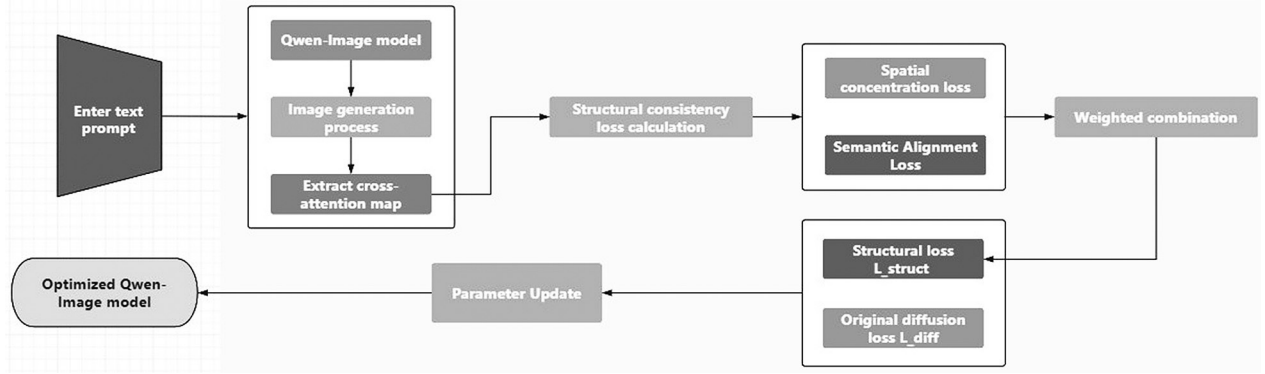 Enter text
prompt
Qwen-Image model
Image generation
process
Extract cross-
attention map
Structural consistency
loss calculation
Spatial
concentration loss
Semantic Alignment
Loss
Weighted combination
Structural loss
L_struct
Original diffusion
loss L_diff
Parameter Update
Optimized Qwen-
Image model